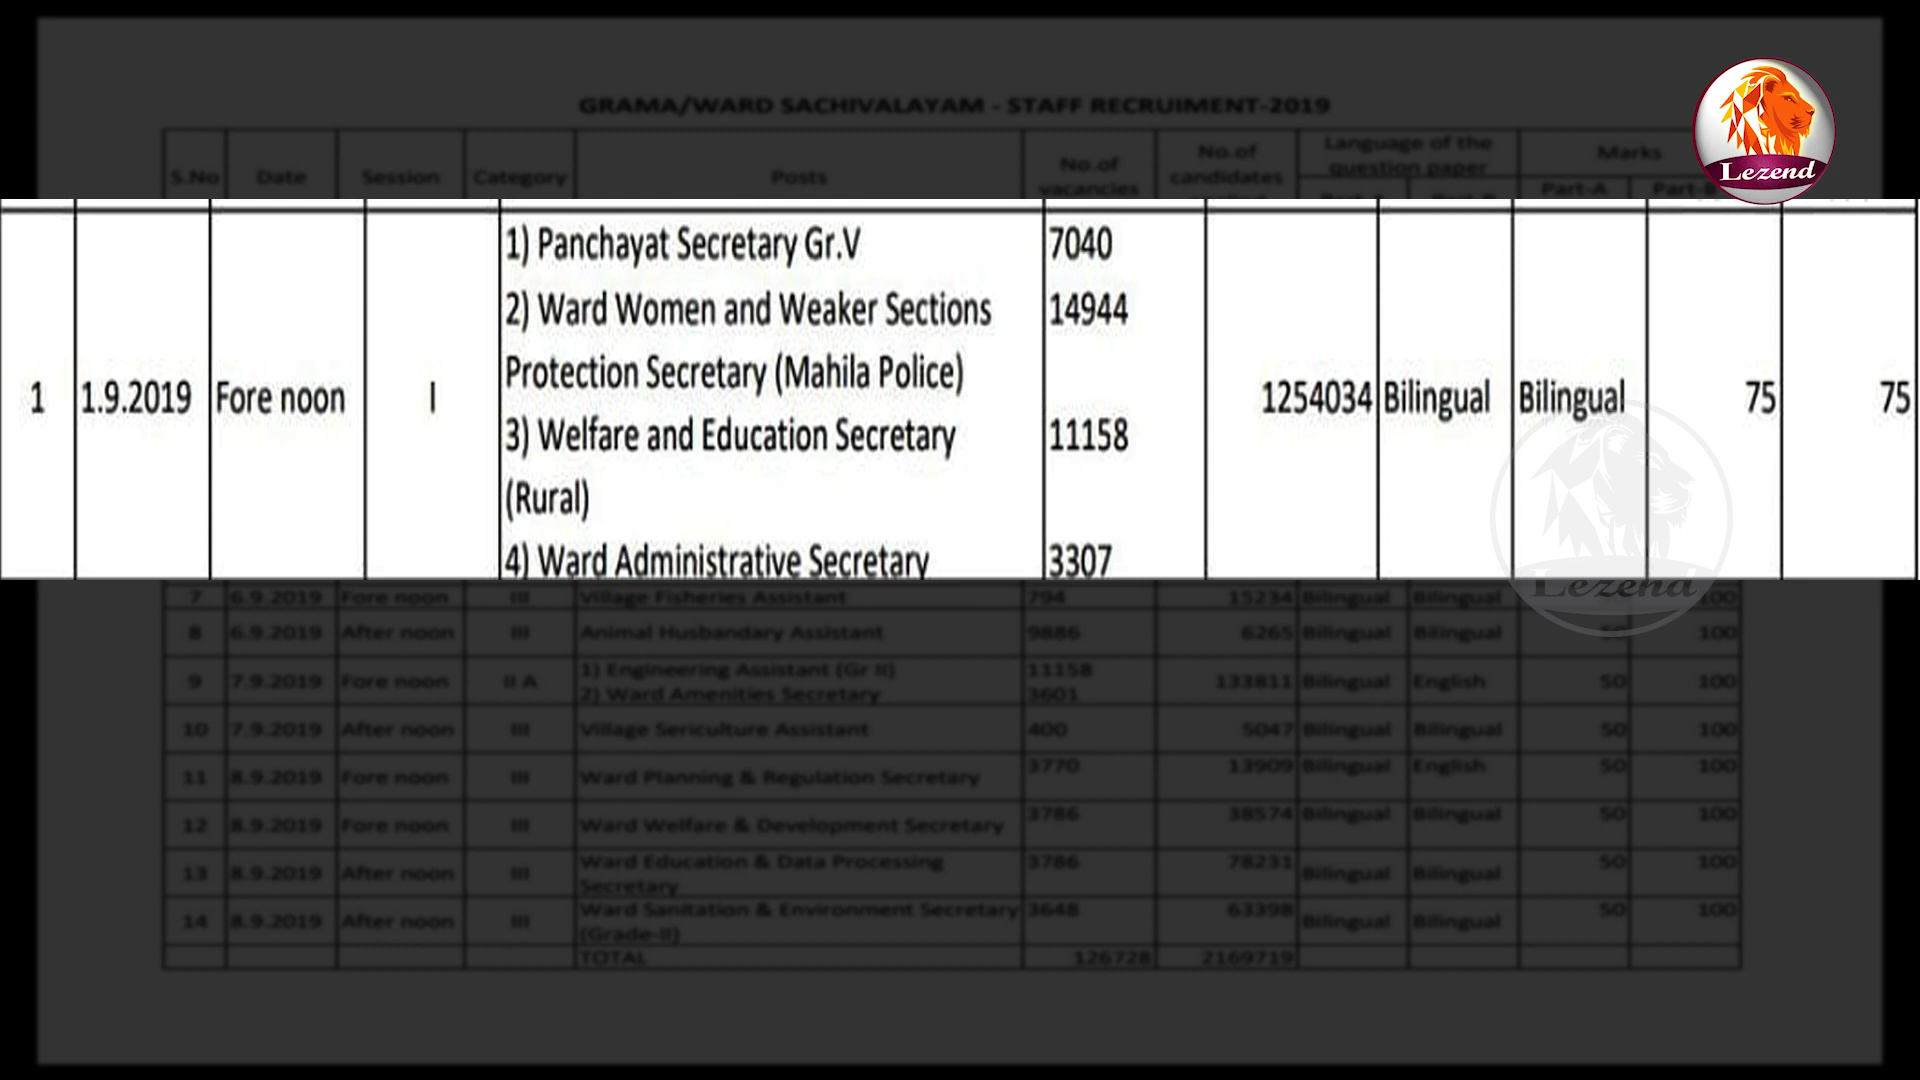 GRAMA/WARD SACHIVALAYAM - STAFF RECRUIMENT-2019
S.No Date Session Category Posts No.of vacancies No.of candidates Language of the question paper Marks
Part-A
Lezend
1 1.9.2019 Fore noon I 1) Panchayat Secretary Gr.V 7040 1254034 Bilingual Bilingual 75 75
2) Ward Women and Weaker Sections 14944
Protection Secretary (Mahila Police)
3) Welfare and Education Secretary 11158
(Rural)
4) Ward Administrative Secretary 3307
Lezend
7 6.9.2019 Fore noon III Village Fisheries Assistant 794 15234 Bilingual Bilingual 100
8 6.9.2019 After noon III Animal Husbandary Assistant 9886 6265 Bilingual Bilingual 50 100
9 7.9.2019 Fore noon II A 1) Engineering Assistant (Gr II) 11158 133811 Bilingual English 50 100
2) Ward Amenities Secretary 3601
10 7.9.2019 After noon III Village Sericulture Assistant 400 5047 Bilingual Bilingual 50 100
11 8.9.2019 Fore noon III Ward Planning & Regulation Secretary 3770 13909 Bilingual English 50 100
12 8.9.2019 Fore noon III Ward Welfare & Development Secretary 3786 38574 Bilingual Bilingual 50 100
13 8.9.2019 After noon III Ward Education & Data Processing 3786 78231 Bilingual Bilingual 50 100
Secretary
14 8.9.2019 After noon III Ward Sanitation & Environment Secretary 3648 63398 Bilingual Bilingual 50 100
(Grade-II)
TOTAL 126728 2169719